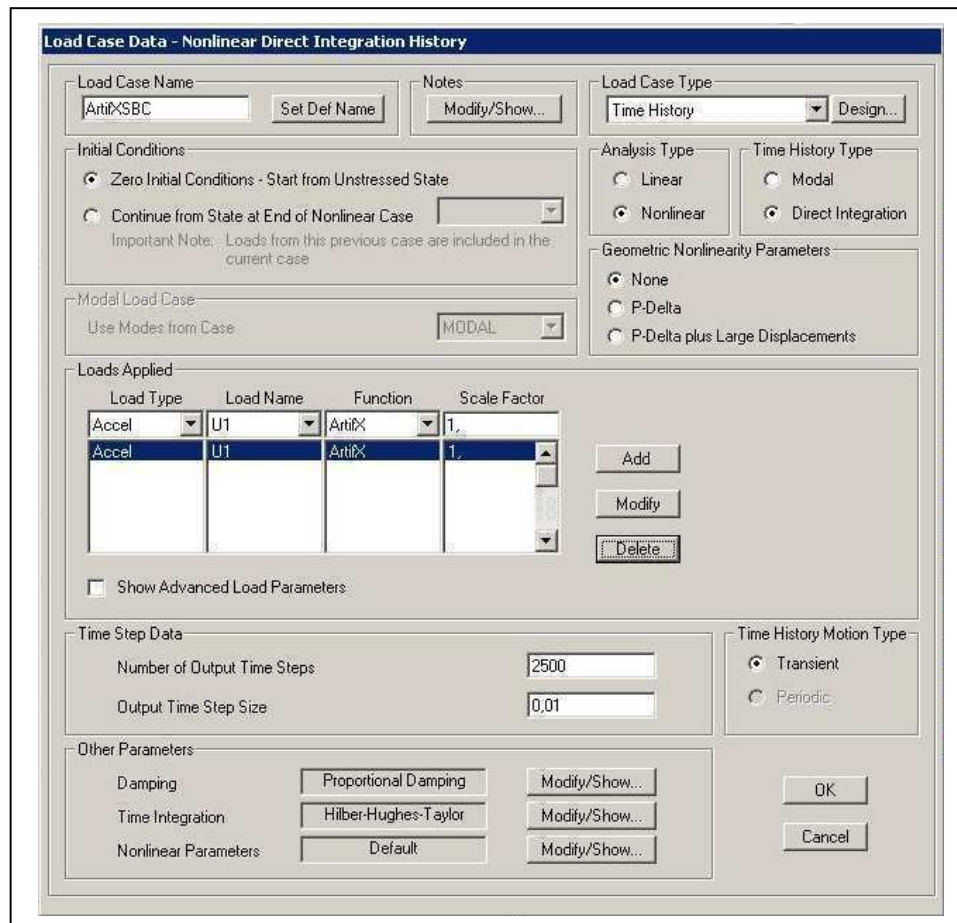 Load Case Data - Nonlinear Direct Integration History
Load Case Name
ArtifXSBC
Set Def Name
Notes
Modify/Show...
Load Case Type
Time History
Design...
Initial Conditions
Zero Initial Conditions - Start from Unstressed State
Continue from State at End of Nonlinear Case
Important Note: Loads from this previous case are included in the
current case
Analysis Type
Linear
Nonlinear
Time History Type
Modal
Direct Integration
Geometric Nonlinearity Parameters
None
P-Delta
P-Delta plus Large Displacements
Modal Load Case
Use Modes from Case
MODAL
Loads Applied
Load Type Load Name Function Scale Factor
Accel U1 ArtifX 1,
Accel U1 ArtifX 1,
Add
Modify
Delete
Show Advanced Load Parameters
Time Step Data
Number of Output Time Steps 2500
Output Time Step Size 0,01
Time History Motion Type
Transient
Periodic
Other Parameters
Damping Proportional Damping Modify/Show...
Time Integration Hilber-Hughes-Taylor Modify/Show...
Nonlinear Parameters Default Modify/Show...
OK
Cancel